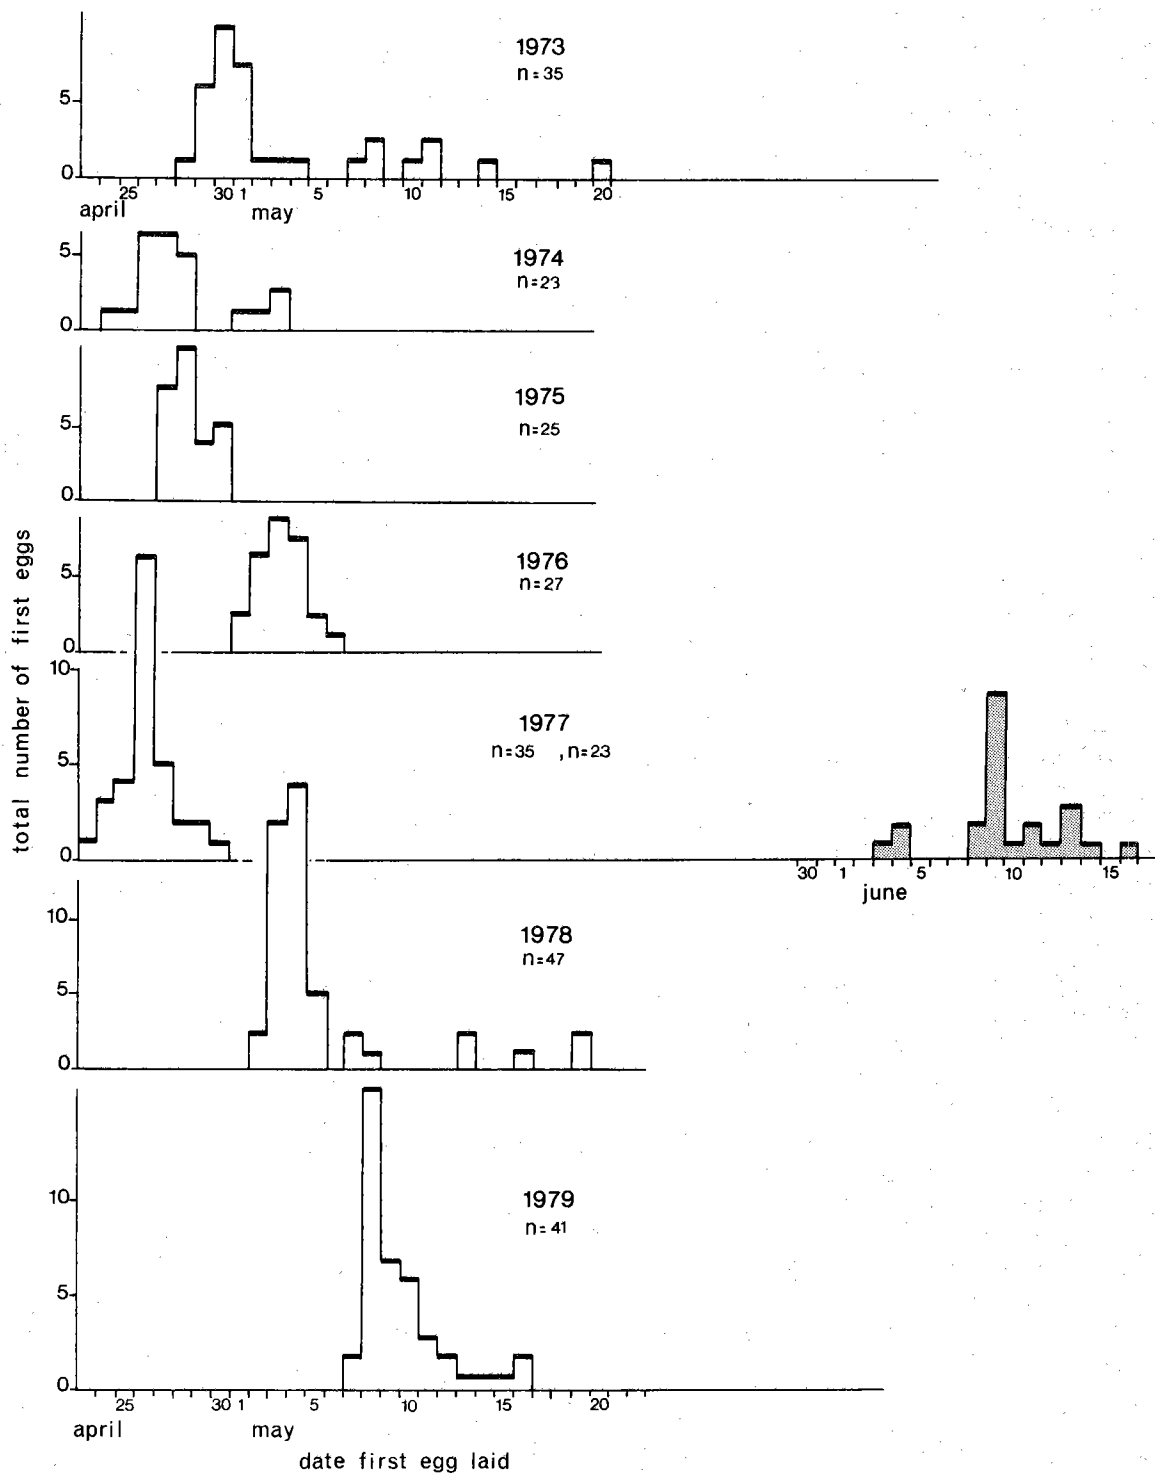 1973
n=35
5
0
25 30 1 5 10 15 20
april may
1974
n=23
5
0
1975
n=25
5
0
1976
n=27
5
0
1977
n=35 , n=23
10
5
0
30 1 5 10 15
june
1978
n=47
10
5
0
1979
n=41
10
5
0
25 30 1 5 10 15 20
april may
date first egg laid
total number of first eggs